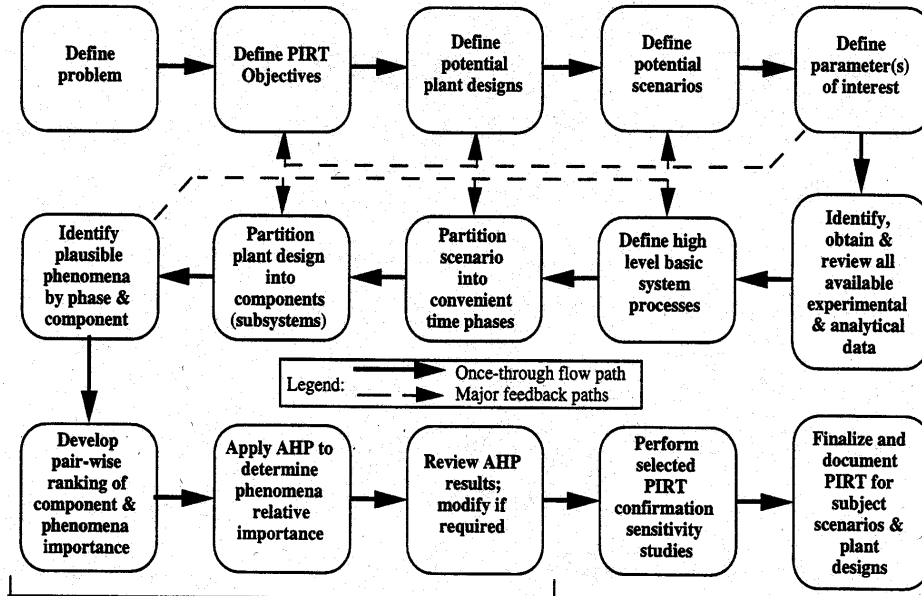 Define
problem
Define PIRT
Objectives
Define
potential
plant designs
Define
potential
scenarios
Define
parameter(s)
of interest
Identify
plausible
phenomena
by phase &
component
Partition
plant design
into
components
(subsystems)
Partition
scenario
into
convenient
time phases
Define high
level basic
system
processes
Identify,
obtain &
review all
available
experimental
& analytical
data
Legend:
Once-through flow path
Major feedback paths
Develop
pair-wise
ranking of
component &
phenomena
importance
Apply AHP to
determine
phenomena
relative
importance
Review AHP
results;
modify if
required
Perform
selected
PIRT
confirmation
sensitivity
studies
Finalize and
document
PIRT for
subject
scenarios &
plant
designs